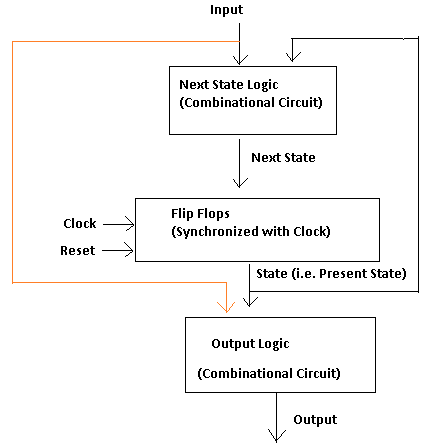 Input
Next State Logic
(Combinational Circuit)
Next State
Flip Flops
(Synchronized with Clock)
Clock
Reset
State (i.e. Present State)
Output Logic
(Combinational Circuit)
Output